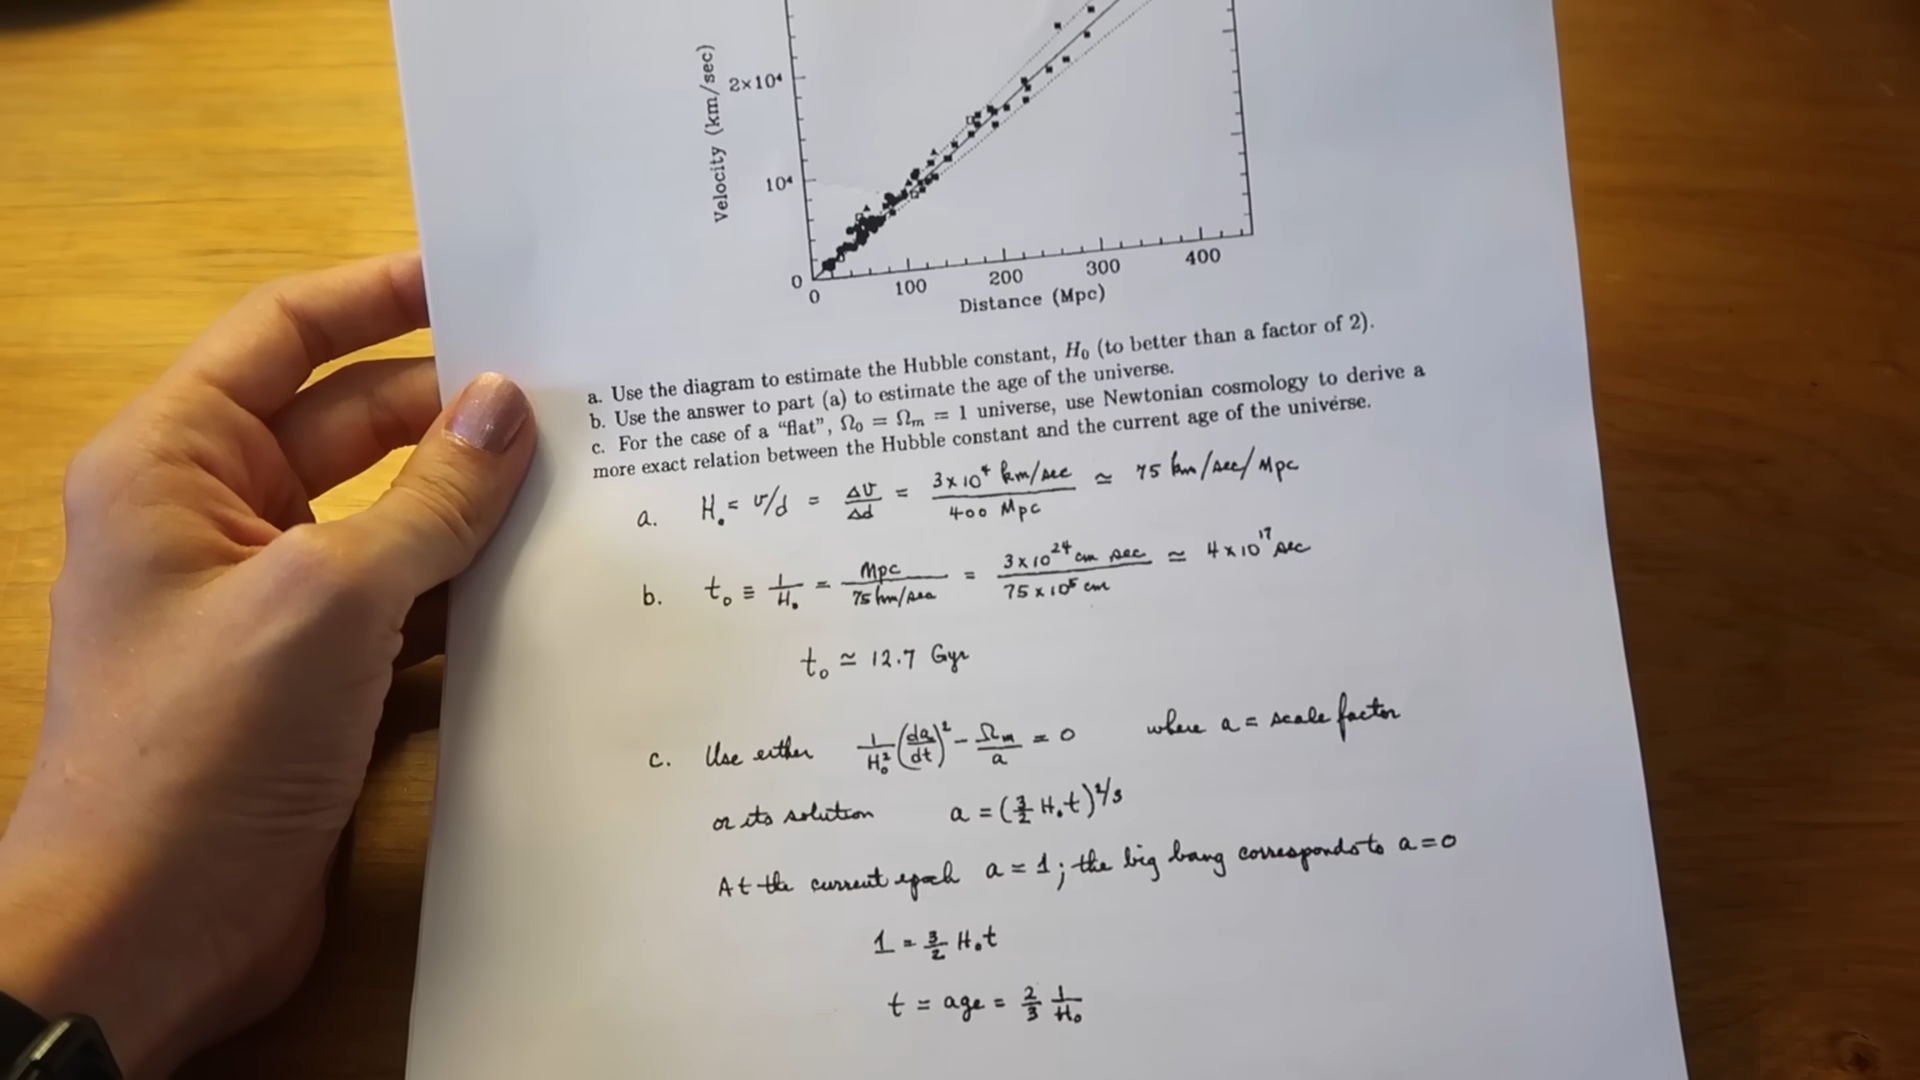 Velocity (km/sec)
2×10⁴
10⁴
0
0 100 200 300 400
Distance (Mpc)
a. Use the diagram to estimate the Hubble constant, H₀ (to better than a factor of 2).
b. Use the answer to part (a) to estimate the age of the universe.
c. For the case of a “flat”, Ω₀ = Ωₘ = 1 universe, use Newtonian cosmology to derive a
more exact relation between the Hubble constant and the current age of the universe.
a. H₀ = v/d = Δv/Δd = 3×10⁴ km/sec / 400 Mpc ≃ 75 km/sec/Mpc
b. t₀ ≡ 1/H₀ = Mpc / 75 km/sec = 3×10²⁴ cm sec / 75×10⁵ cm ≃ 4×10¹⁷ sec
t₀ ≃ 12.7 Gyr
c. Use either 1/H₀² (da/dt)² − Ωₘ/a = 0 where a = scale factor
or its solution a = (3/2 H₀t)²/³
At the current epoch a = 1; the big bang corresponds to a = 0
1 = 3/2 H₀t
t = age = 2/3 1/H₀